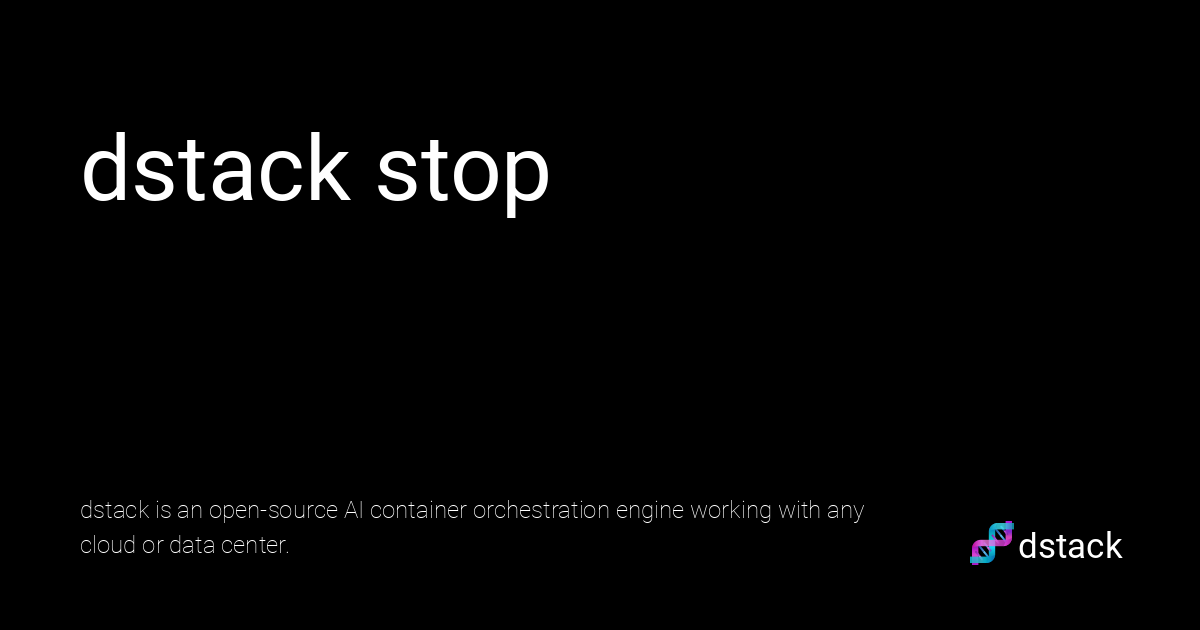 dstack stop
dstack is an open-source AI container orchestration engine working with any
cloud or data center.
dstack